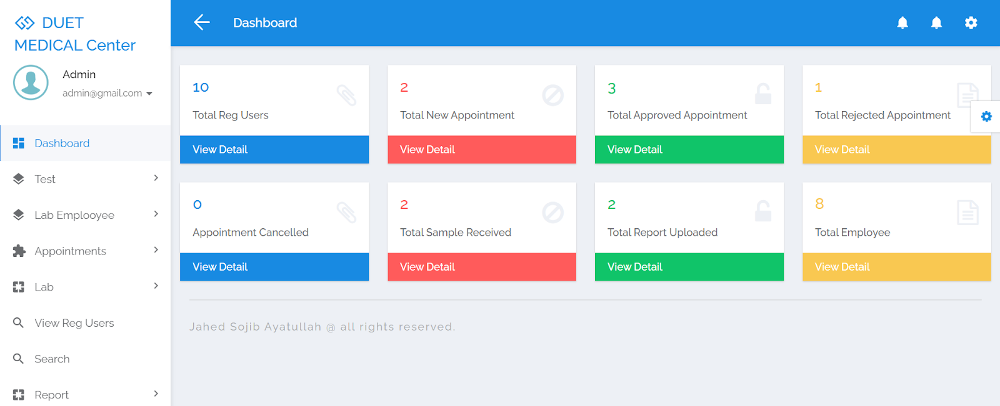 DUET
MEDICAL Center
Admin
admin@gmail.com
Dashboard
Test
Lab Emplooyee
Appointments
Lab
View Reg Users
Search
Report
Dashboard
10
Total Reg Users
View Detail
2
Total New Appointment
View Detail
3
Total Approved Appointment
View Detail
1
Total Rejected Appointment
View Detail
0
Appointment Cancelled
View Detail
2
Total Sample Received
View Detail
2
Total Report Uploaded
View Detail
8
Total Employee
View Detail
Jahed Sojib Ayatullah @ all rights reserved.